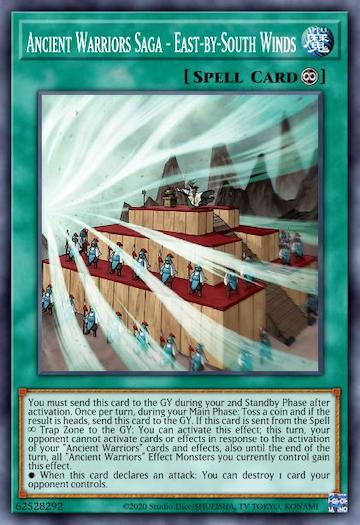 ANCIENT WARRIORS SAGA - EAST-BY-SOUTH WINDS
魔
[SPELL CARD∞]
You must send this card to the GY during your 2nd Standby Phase after
activation. Once per turn, during your Main Phase: Toss a coin and if the
result is heads, send this card to the GY. If this card is sent from the Spell
∞ Trap Zone to the GY: You can activate this effect; this turn, your
opponent cannot activate cards or effects in response to the activation
of your "Ancient Warriors" cards and effects, also until the end of the
turn, all "Ancient Warriors" Effect Monsters you currently control gain
this effect.
● When this card declares an attack: You can destroy 1 card your
opponent controls.
62528292
©2020 Studio Dice/SHUEISHA, TV TOKYO, KONAMI